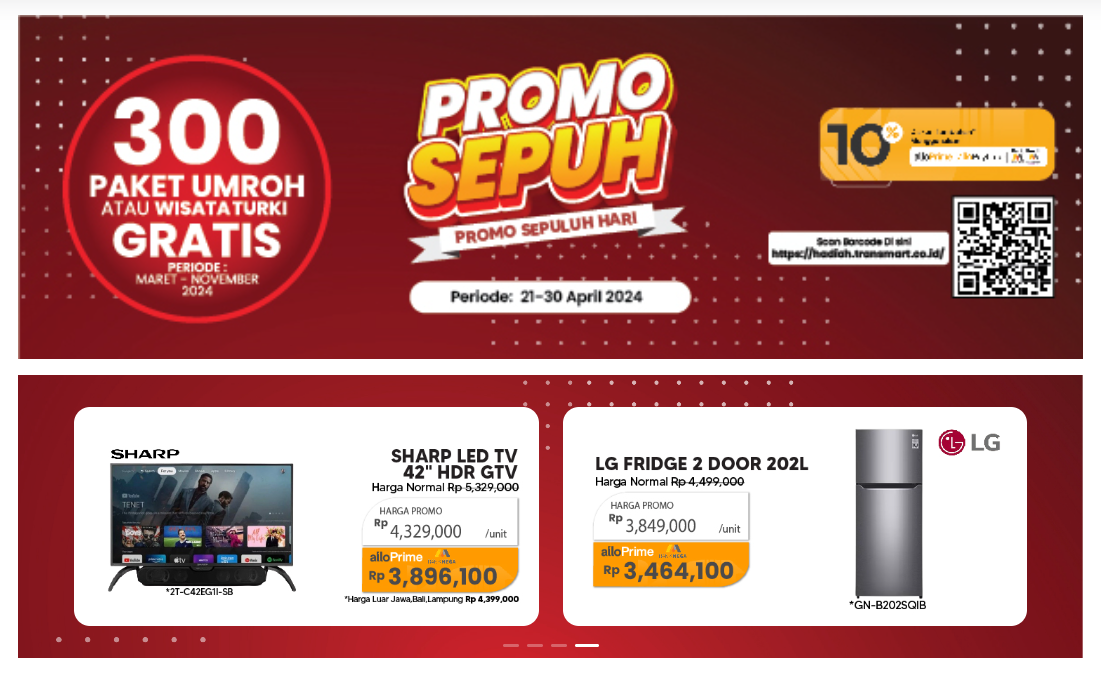 300
PAKET UMROH
ATAU WISATA TURKI
GRATIS
PERIODE :
MARET - NOVEMBER
2024
PROMO
SEPUH
PROMO SEPULUH HARI
Periode: 21-30 April 2024
10%
Menggunakan
alloPrime
Scan Barcode Di sini
https://hadiah.transmart.co.id/
SHARP
TENET
*2T-C42EG1I-SB
SHARP LED TV
42" HDR GTV
Harga Normal Rp 5,329,000
HARGA PROMO
Rp 4,329,000 /unit
alloPrime
Rp 3,896,100
*Harga Luar Jawa,Bali,Lampung Rp 4,399,000
LG FRIDGE 2 DOOR 202L
Harga Normal Rp 4,499,000
HARGA PROMO
Rp 3,849,000 /unit
alloPrime
Rp 3,464,100
LG
*GN-B202SQIB